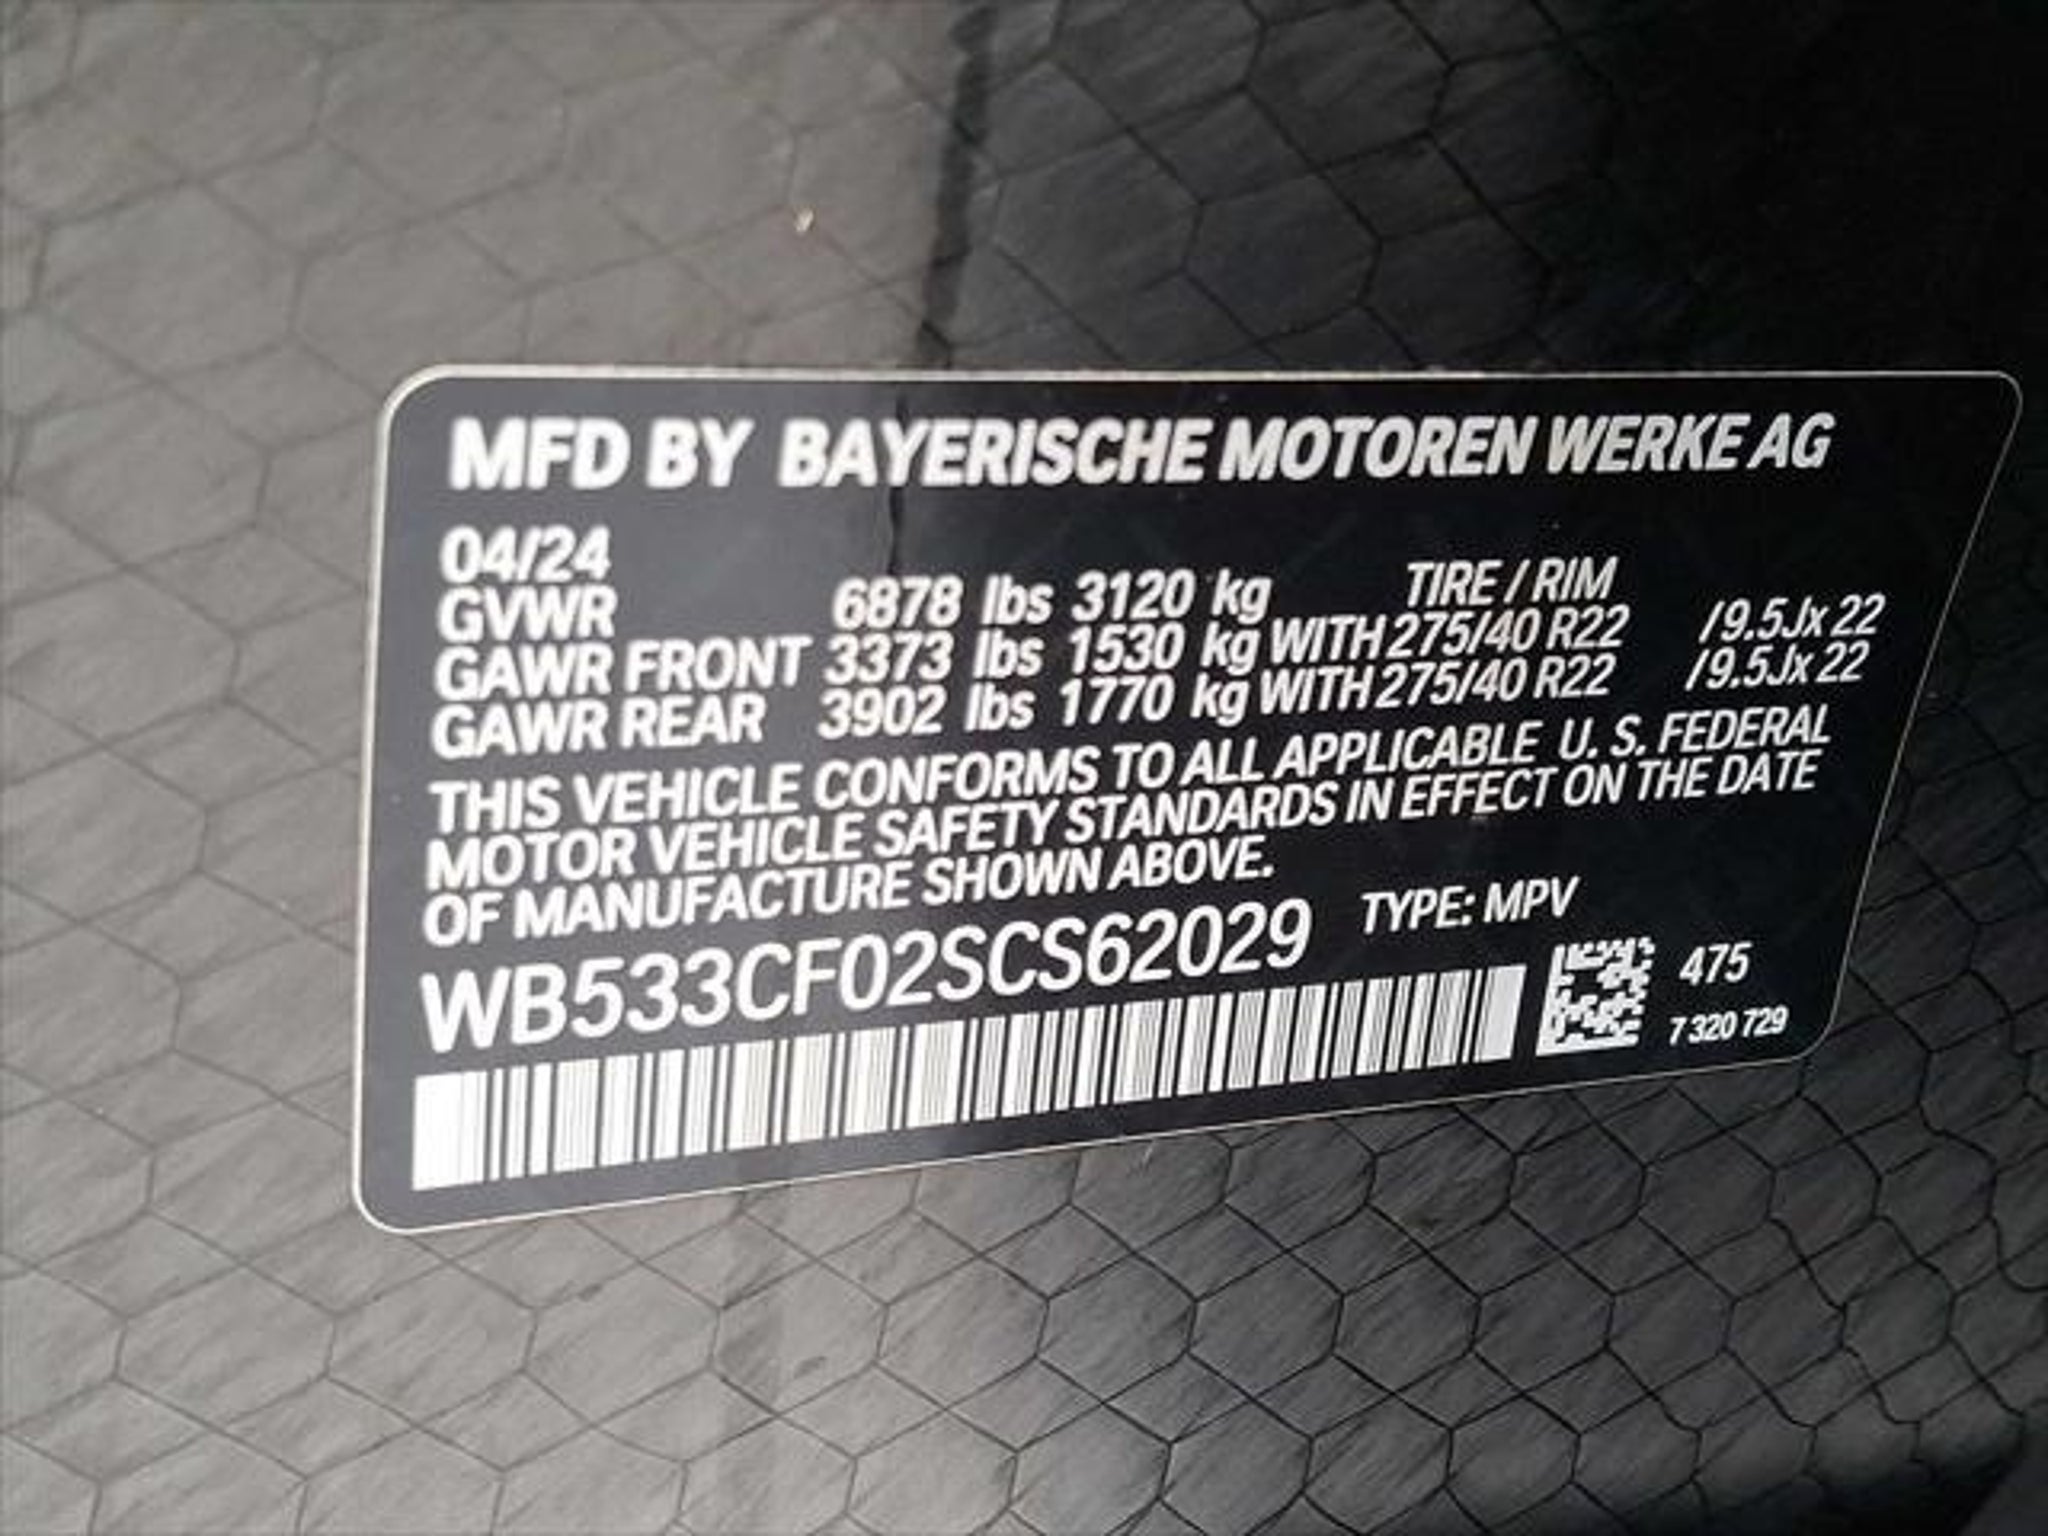 MFD BY BAYERISCHE MOTOREN WERKE AG
04/24
GVWR 6878 lbs 3120 kg TIRE / RIM
GAWR FRONT 3373 lbs 1530 kg WITH 275/40 R22 /9.5Jx 22
GAWR REAR 3902 lbs 1770 kg WITH 275/40 R22 /9.5Jx 22
THIS VEHICLE CONFORMS TO ALL APPLICABLE U. S. FEDERAL
MOTOR VEHICLE SAFETY STANDARDS IN EFFECT ON THE DATE
OF MANUFACTURE SHOWN ABOVE.
WB533CF02SCS62029 TYPE: MPV
475
7 320 729